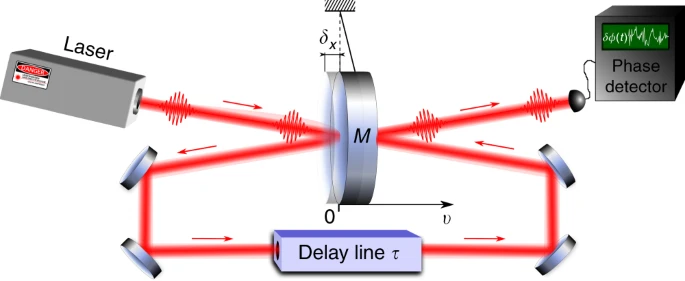 Laser
DANGER
δx
δϕ(t)
Phase
detector
M
0
υ
Delay line τ